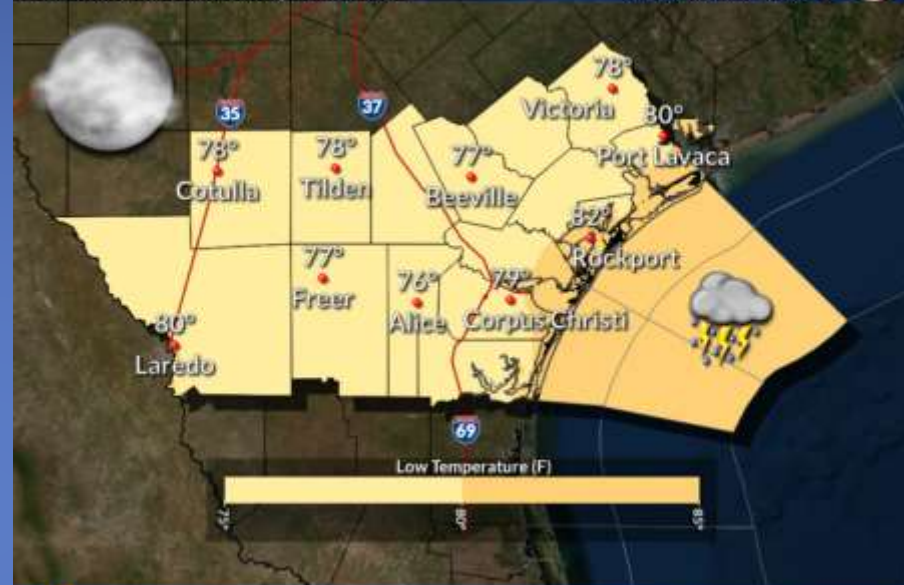 78°
Victoria
35
37
80°
Port Lavaca
78°
Cotulla
78°
Tilden
77°
Beeville
82°
Rockport
77°
Freer
76°
Alice
79°
Corpus Christi
80°
Laredo
69
Low Temperature (F)
75°
80°
85°